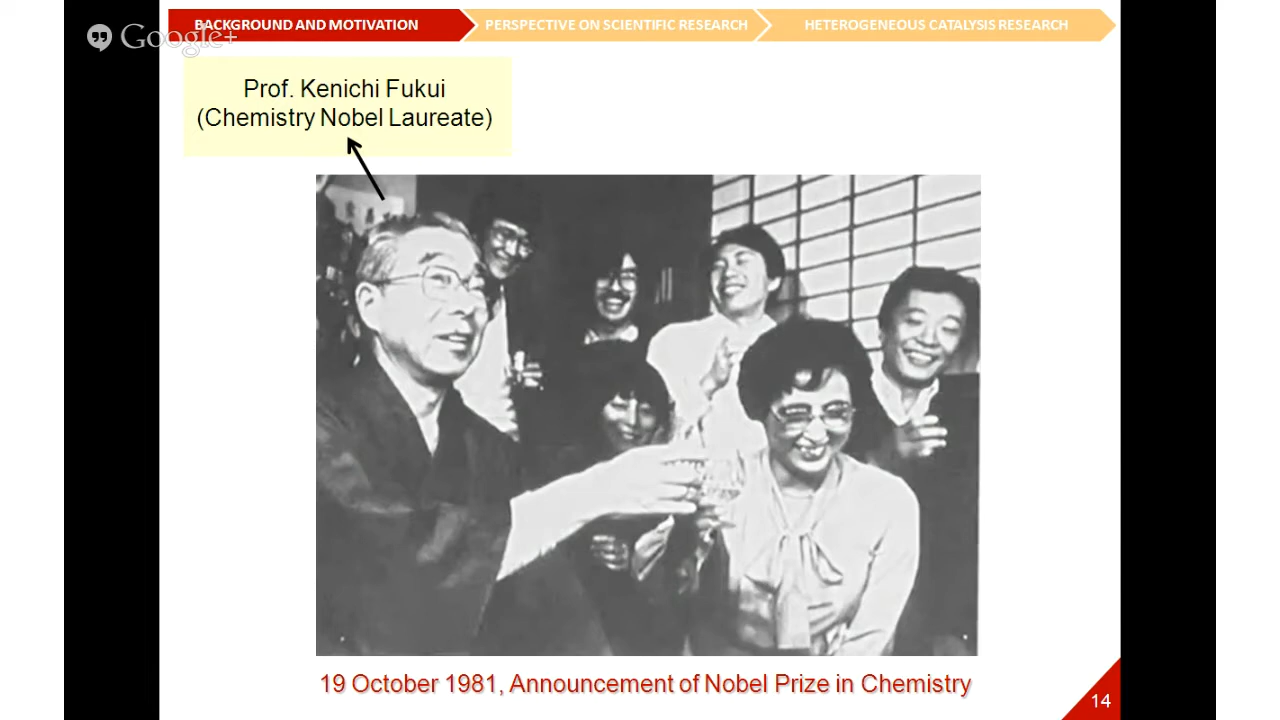 BACKGROUND AND MOTIVATION
PERSPECTIVE ON SCIENTIFIC RESEARCH
HETEROGENEOUS CATALYSIS RESEARCH
Google+
Prof. Kenichi Fukui
(Chemistry Nobel Laureate)
19 October 1981, Announcement of Nobel Prize in Chemistry
14